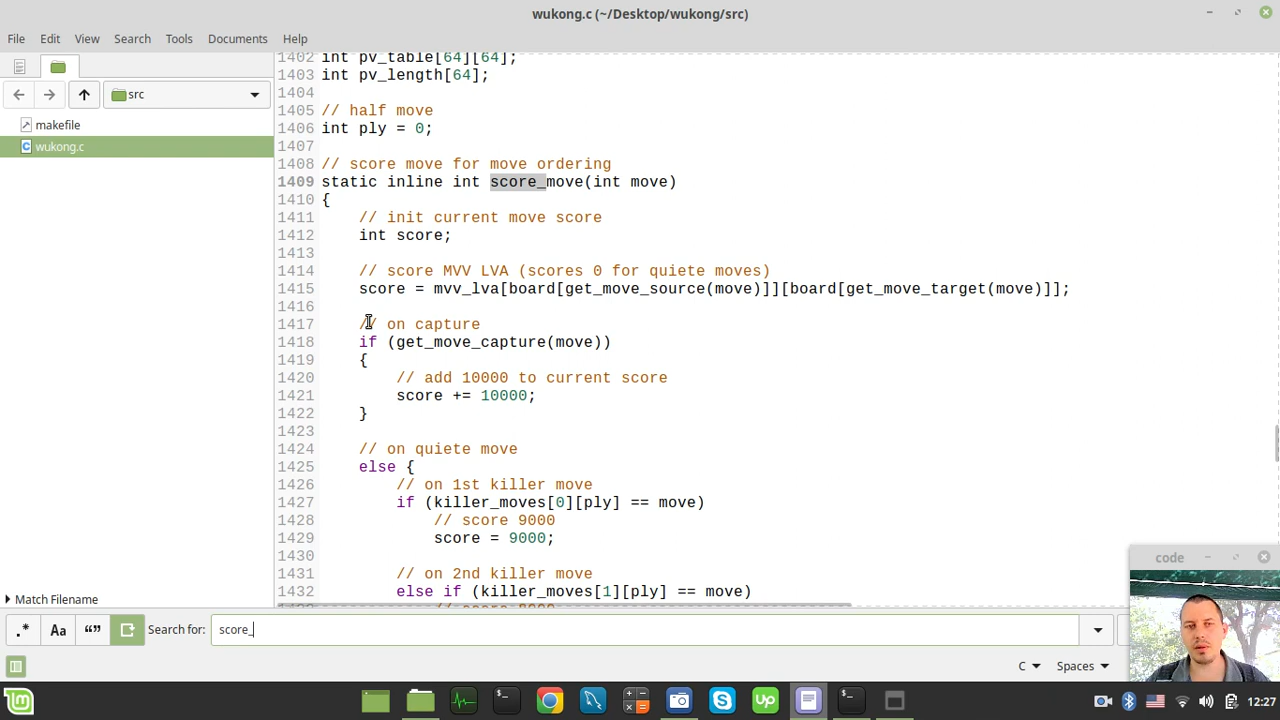 wukong.c (~/Desktop/wukong/src)
File Edit View Search Tools Documents Help
src
makefile
wukong.c
Match Filename
1402 int pv_table[64][64];
1403 int pv_length[64];
1404
1405 // half move
1406 int ply = 0;
1407
1408 // score move for move ordering
1409 static inline int score_move(int move)
1410 {
1411 // init current move score
1412 int score;
1413
1414 // score MVV LVA (scores 0 for quiete moves)
1415 score = mvv_lva[board[get_move_source(move)]][board[get_move_target(move)]];
1416
1417 // on capture
1418 if (get_move_capture(move))
1419 {
1420 // add 10000 to current score
1421 score += 10000;
1422 }
1423
1424 // on quiete move
1425 else {
1426 // on 1st killer move
1427 if (killer_moves[0][ply] == move)
1428 // score 9000
1429 score = 9000;
1430
1431 // on 2nd killer move
1432 else if (killer_moves[1][ply] == move)
code
.* Aa “” Search for: score_
C Spaces
12:27